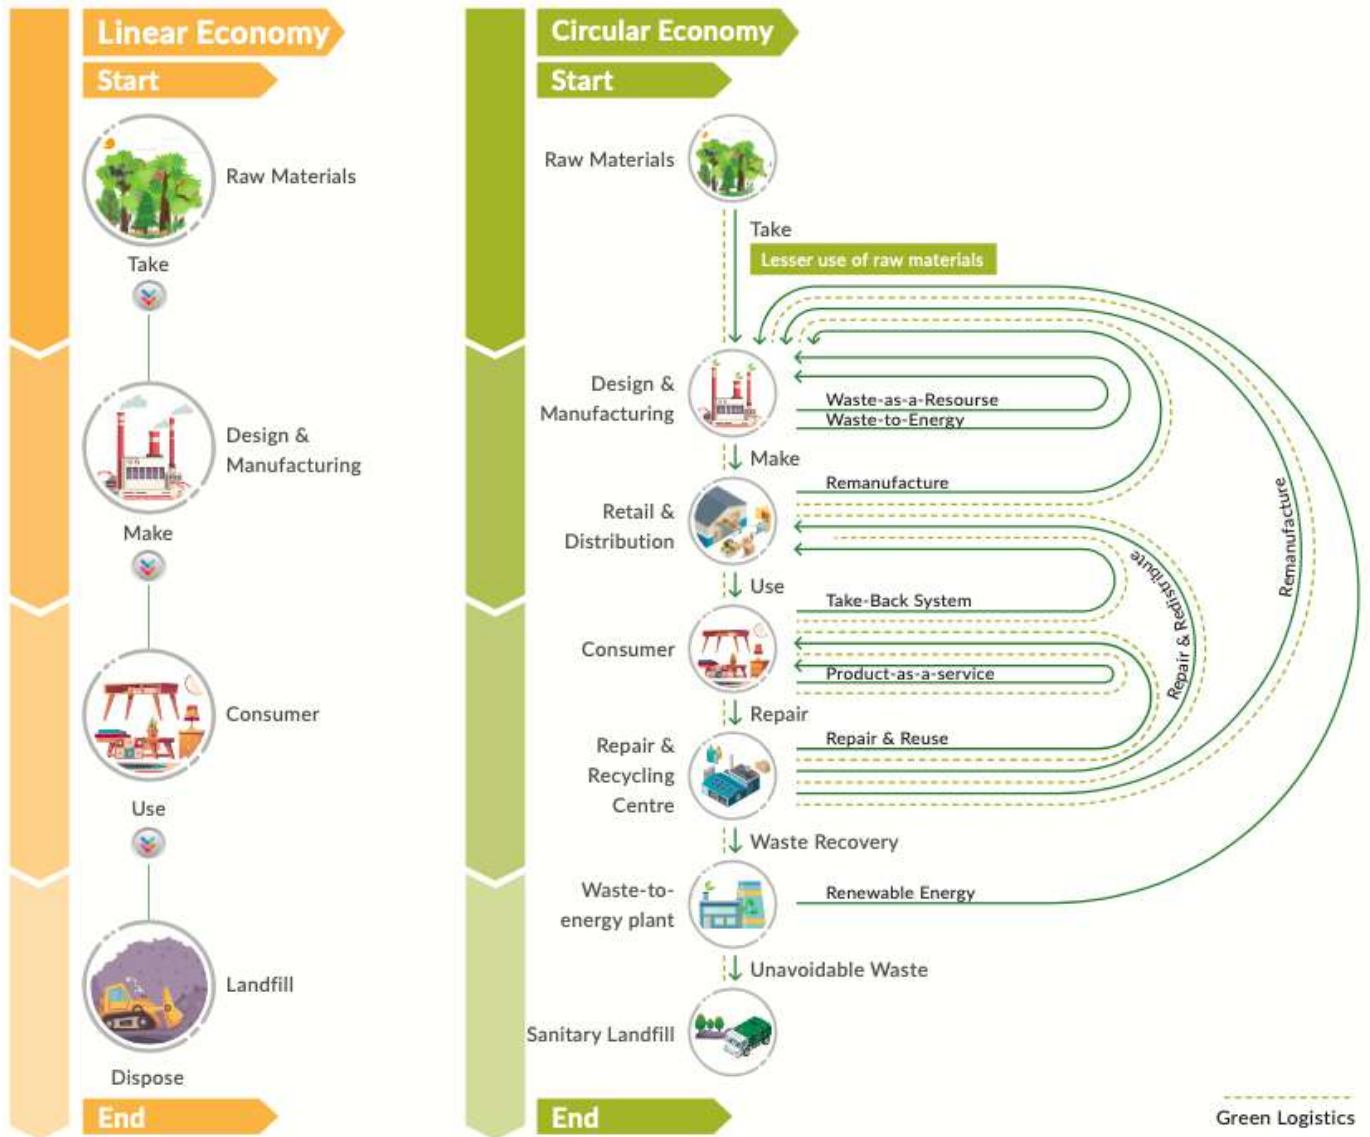 Linear Economy
Start
Raw Materials
Take
Design &
Manufacturing
Make
Consumer
Use
Landfill
Dispose
End
Circular Economy
Start
Raw Materials
Take
Lesser use of raw materials
Design &
Manufacturing
Waste-as-a-Resourse
Waste-to-Energy
Make
Remanufacture
Retail &
Distribution
Use
Take-Back System
Consumer
Product-as-a-service
Repair
Repair & Reuse
Repair & Redistribute
Remanufacture
Repair &
Recycling
Centre
Waste Recovery
Waste-to-
energy plant
Renewable Energy
Unavoidable Waste
Sanitary Landfill
End
Green Logistics